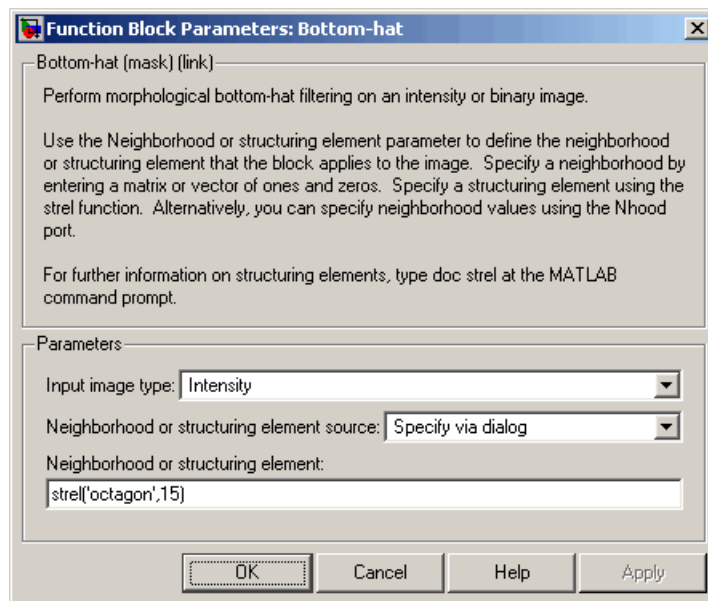 Function Block Parameters: Bottom-hat
Bottom-hat (mask) (link)
Perform morphological bottom-hat filtering on an intensity or binary image.
Use the Neighborhood or structuring element parameter to define the neighborhood
or structuring element that the block applies to the image. Specify a neighborhood by
entering a matrix or vector of ones and zeros. Specify a structuring element using the
strel function. Alternatively, you can specify neighborhood values using the Nhood
port.
For further information on structuring elements, type doc strel at the MATLAB
command prompt.
Parameters
Input image type: Intensity
Neighborhood or structuring element source: Specify via dialog
Neighborhood or structuring element:
strel('octagon',15)
OK Cancel Help Apply